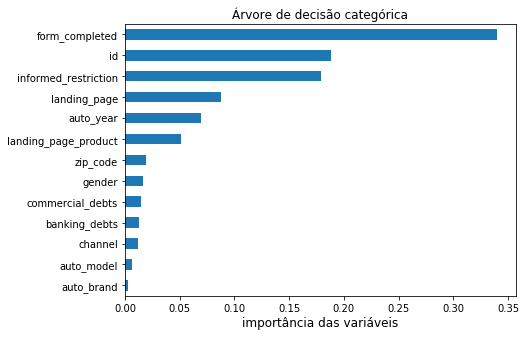 Árvore de decisão categórica
form_completed
id
informed_restriction
landing_page
auto_year
landing_page_product
zip_code
gender
commercial_debts
banking_debts
channel
auto_model
auto_brand
0.00 0.05 0.10 0.15 0.20 0.25 0.30 0.35
importância das variáveis